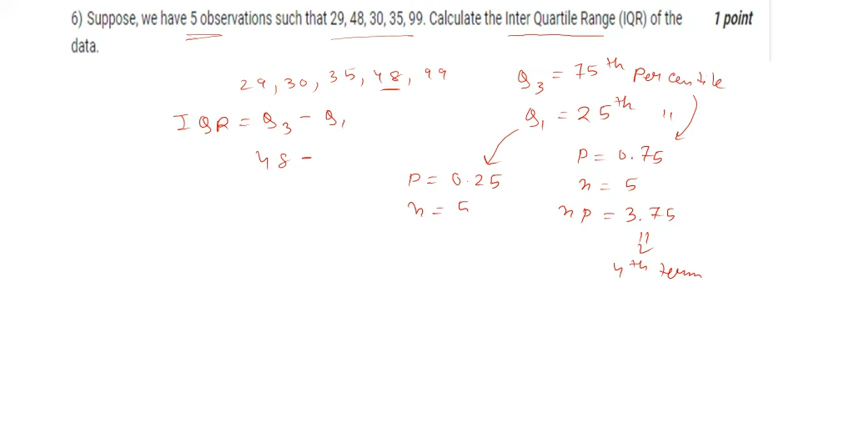 6) Suppose, we have 5 observations such that 29, 48, 30, 35, 99. Calculate the Inter Quartile Range (IQR) of the data.
1 point
29, 30, 35, 48, 99
IQR = Q3 - Q1
48 -
Q3 = 75th Percentile
Q1 = 25th "
P = 0.25
n = 5
P = 0.75
n = 5
nP = 3.75
4th term